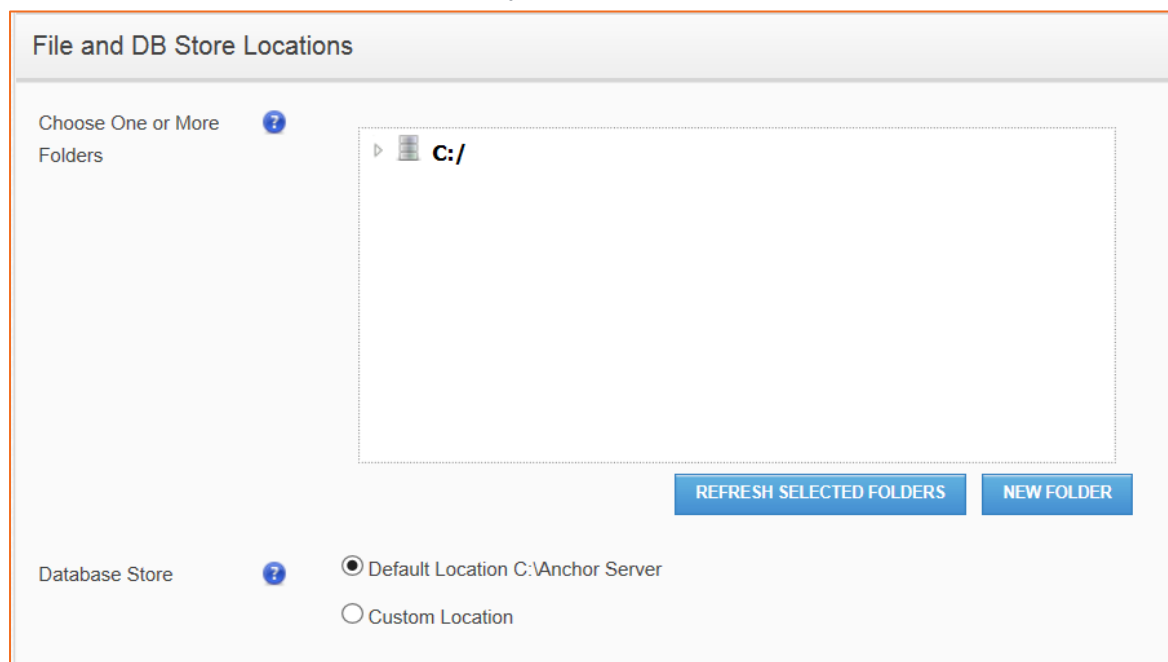 File and DB Store Locations
Choose One or More
Folders
C:/
REFRESH SELECTED FOLDERS
NEW FOLDER
Database Store
Default Location C:\Anchor Server
Custom Location